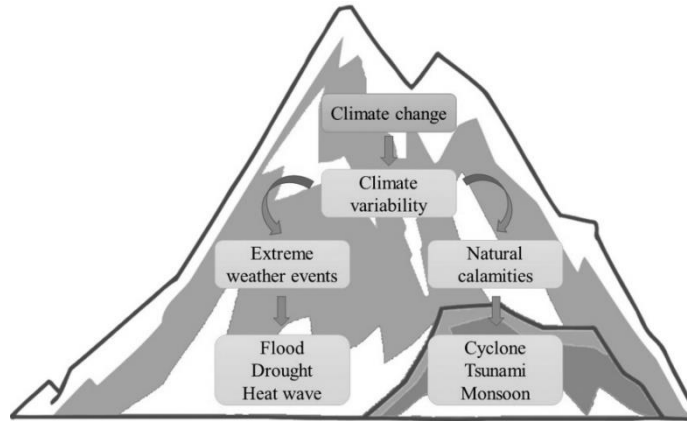 Climate change
Climate
variability
Extreme
weather events
Natural
calamities
Flood
Drought
Heat wave
Cyclone
Tsunami
Monsoon